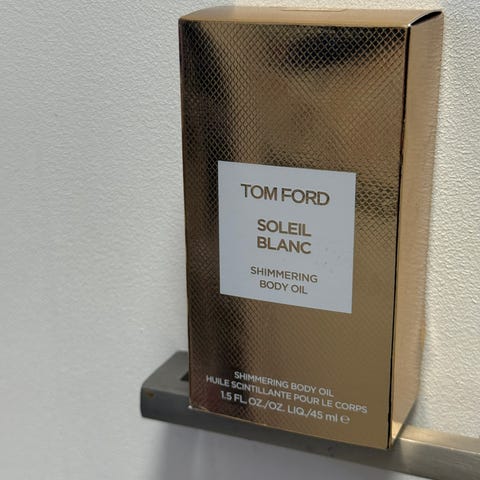 TOM FORD
SOLEIL
BLANC
SHIMMERING
BODY OIL
SHIMMERING BODY OIL
HUILE SCINTILLANTE POUR LE CORPS
1.5 FL. OZ./OZ. LIQ./45 ml ℮